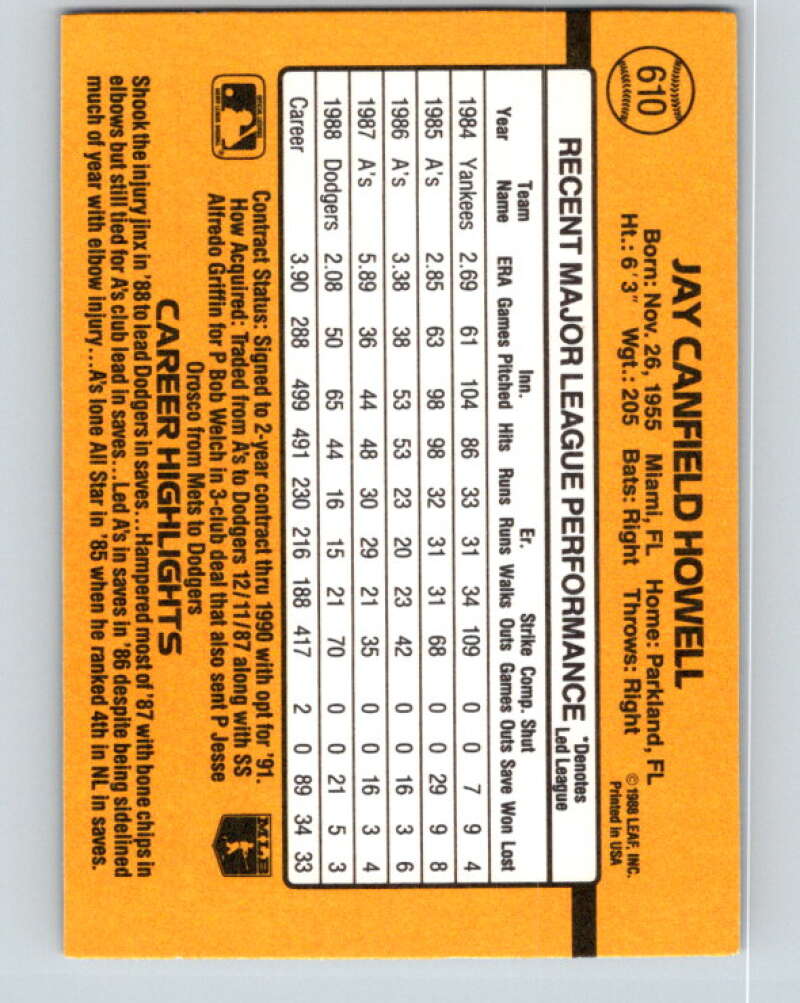 610
JAY CANFIELD HOWELL
Born: Nov. 26, 1955 Miami, FL Home: Parkland, FL
Ht.: 6'3" Wgt.: 205 Bats: Right Throws: Right
© 1988 LEAF, INC.
Printed in USA
RECENT MAJOR LEAGUE PERFORMANCE *Denotes Led League
Year Team Name ERA Games Inn. Pitched Hits Runs Er. Runs Walks Strike Outs Comp. Games Shut Outs Save Won Lost
1984 Yankees 2.69 61 104 86 33 31 34 109 0 0 7 9 4
1985 A's 2.85 63 98 98 32 31 31 68 0 0 29 9 8
1986 A's 3.38 38 53 53 23 20 23 42 0 0 16 3 6
1987 A's 5.89 36 44 48 30 29 21 35 0 0 16 3 4
1988 Dodgers 2.08 50 65 44 16 15 21 70 0 0 21 5 3
Career 3.90 288 499 491 230 216 188 417 2 0 89 34 33
Contract Status: Signed to 2-year contract thru 1990 with opt for '91.
How Acquired: Traded from A's to Dodgers 12/11/87 along with SS
Alfredo Griffin for P Bob Welch in 3-club deal that also sent P Jesse
Orosco from Mets to Dodgers
MLB
CAREER HIGHLIGHTS
Shook the injury jinx in '88 to lead Dodgers in saves...Hampered most of '87 with bone chips in
elbows but still tied for A's club lead in saves...Led A's in saves in '86 despite being sidelined
much of year with elbow injury...A's lone All Star in '85 when he ranked 4th in NL in saves.